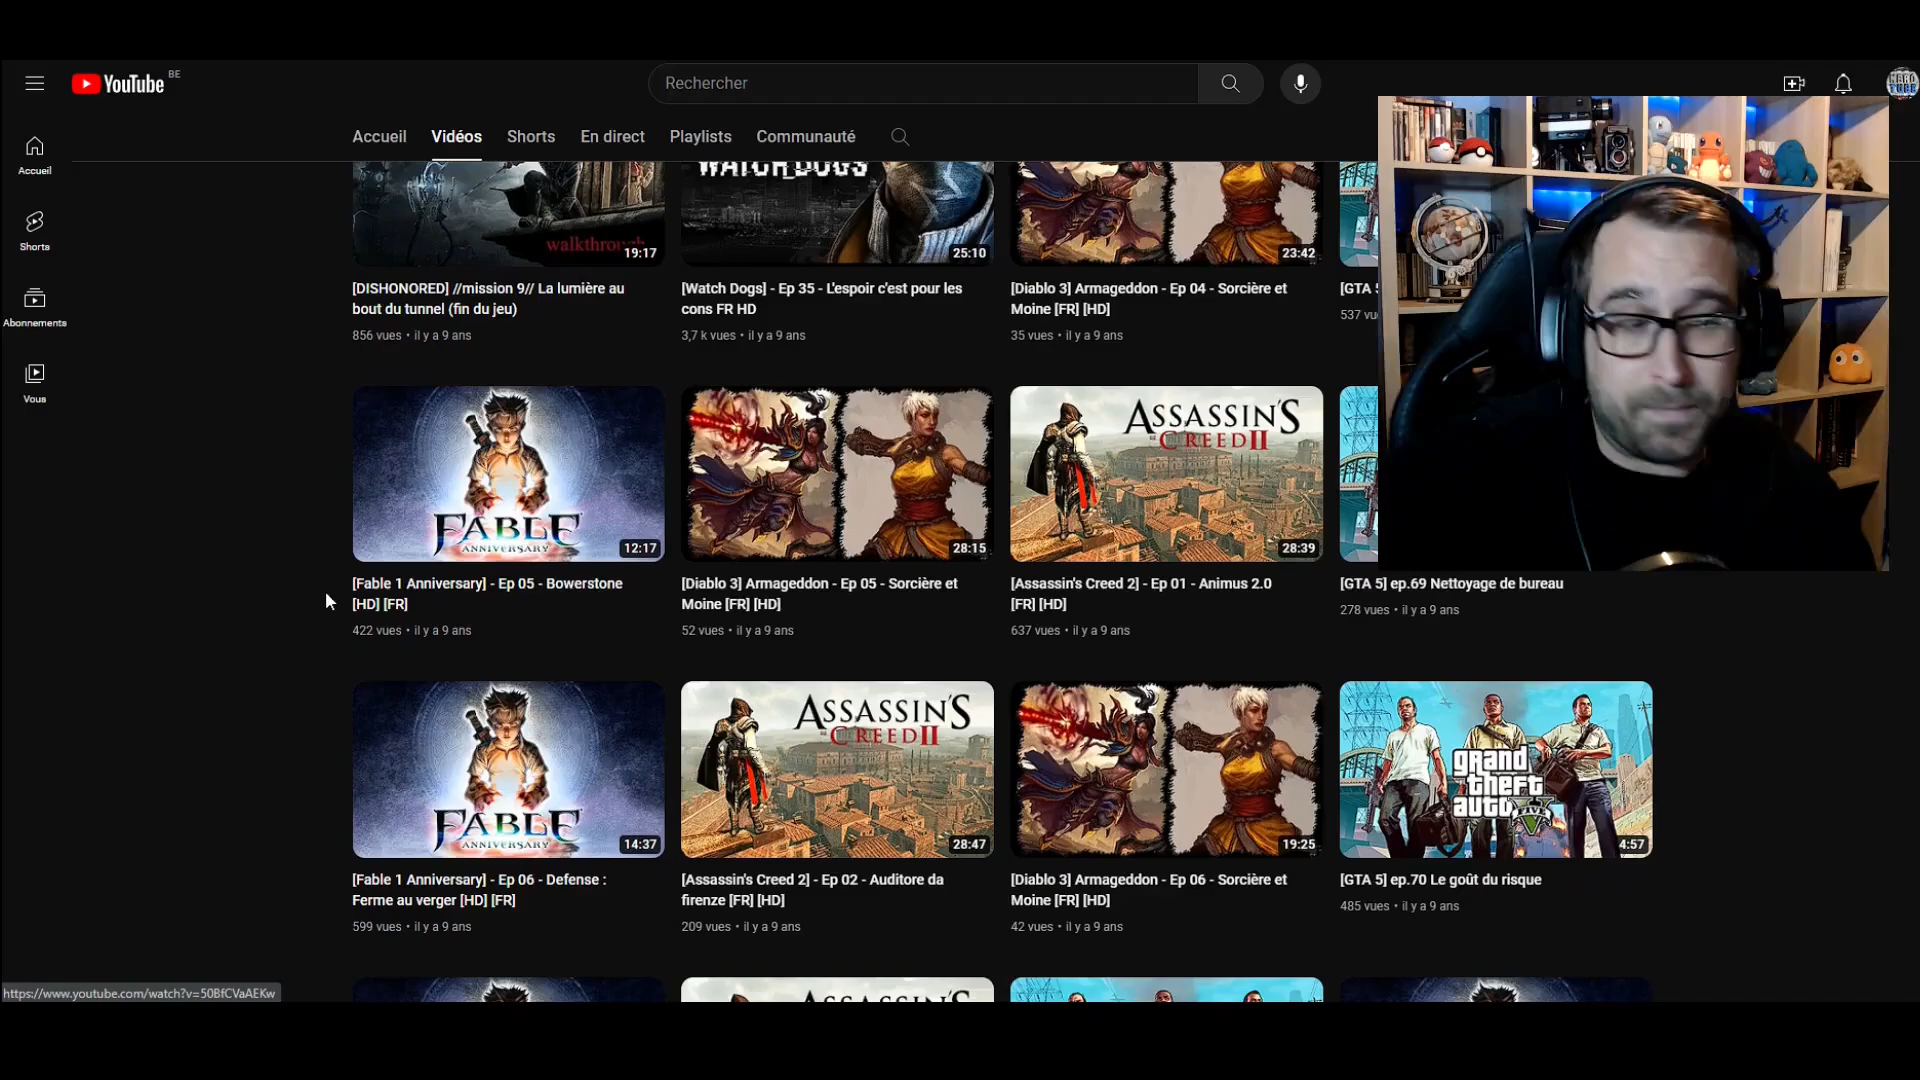 YouTube BE
Rechercher
Accueil Vidéos Shorts En direct Playlists Communauté
Accueil
Shorts
Abonnements
Vous
WATCH_DOGS
walkthrough
19:17
25:10
23:42
[DISHONORED] //mission 9// La lumière au
bout du tunnel (fin du jeu)
856 vues • il y a 9 ans
[Watch Dogs] - Ep 35 - L'espoir c'est pour les
cons FR HD
3,7 k vues • il y a 9 ans
[Diablo 3] Armageddon - Ep 04 - Sorcière et
Moine [FR] [HD]
35 vues • il y a 9 ans
[GTA 5
537 vu
FABLE
ANNIVERSARY
12:17
28:15
ASSASSIN'S
CREED II
28:39
[Fable 1 Anniversary] - Ep 05 - Bowerstone
[HD] [FR]
422 vues • il y a 9 ans
[Diablo 3] Armageddon - Ep 05 - Sorcière et
Moine [FR] [HD]
52 vues • il y a 9 ans
[Assassin's Creed 2] - Ep 01 - Animus 2.0
[FR] [HD]
637 vues • il y a 9 ans
[GTA 5] ep.69 Nettoyage de bureau
278 vues • il y a 9 ans
FABLE
ANNIVERSARY
14:37
ASSASSIN'S
CREED II
28:47
19:25
grand
theft
auto V
FIVE
4:57
[Fable 1 Anniversary] - Ep 06 - Defense :
Ferme au verger [HD] [FR]
599 vues • il y a 9 ans
[Assassin's Creed 2] - Ep 02 - Auditore da
firenze [FR] [HD]
209 vues • il y a 9 ans
[Diablo 3] Armageddon - Ep 06 - Sorcière et
Moine [FR] [HD]
42 vues • il y a 9 ans
[GTA 5] ep.70 Le goût du risque
485 vues • il y a 9 ans
https://www.youtube.com/watch?v=50BfCVaAEKw